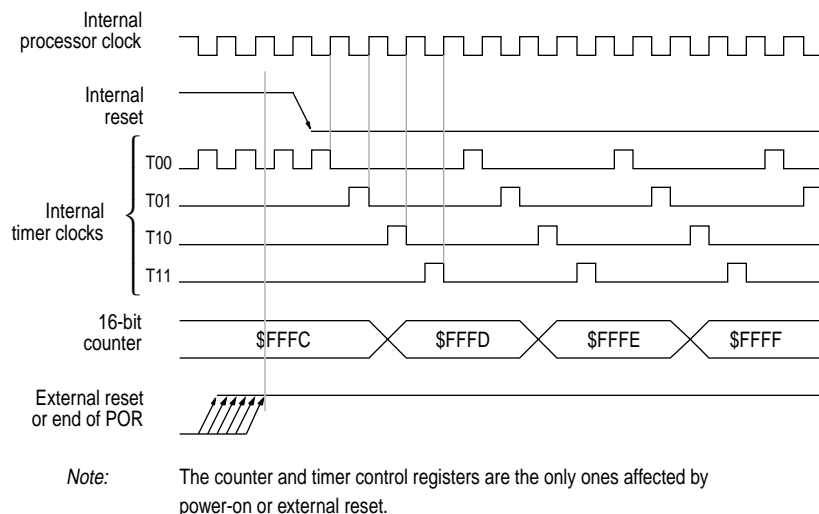 Internal
processor clock
Internal
reset
T00
T01
Internal
timer clocks
T10
T11
16-bit
counter
$FFFC
$FFFD
$FFFE
$FFFF
External reset
or end of POR
Note: The counter and timer control registers are the only ones affected by
power-on or external reset.